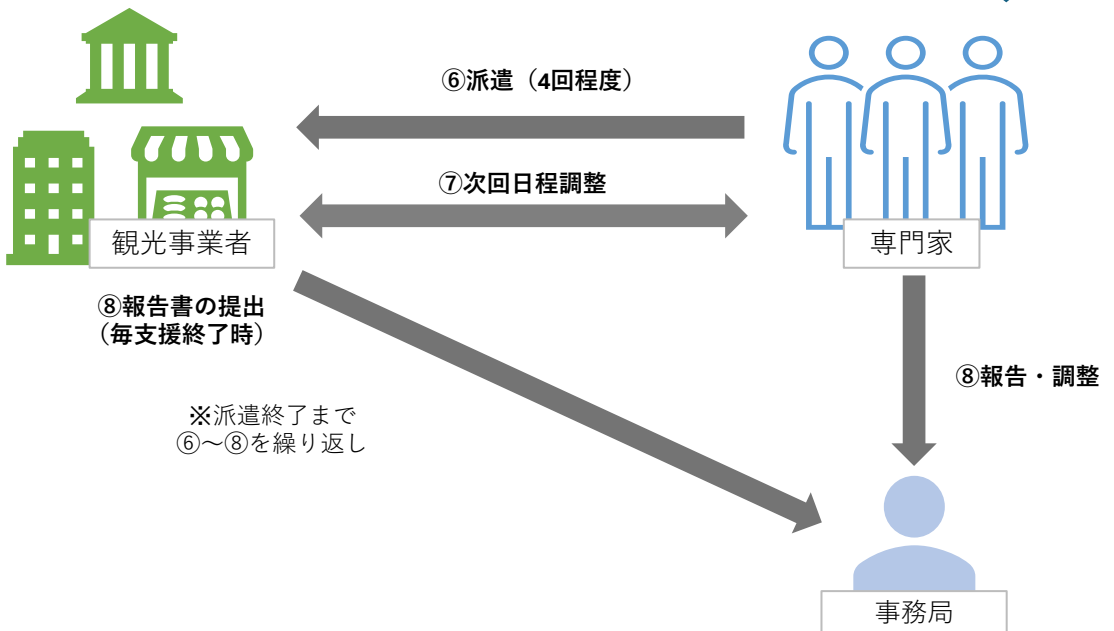 ⑥派遣（4回程度）
⑦次回日程調整
観光事業者
専門家
⑧報告書の提出
（毎支援終了時）
⑧報告・調整
※派遣終了まで
⑥～⑧を繰り返し
事務局